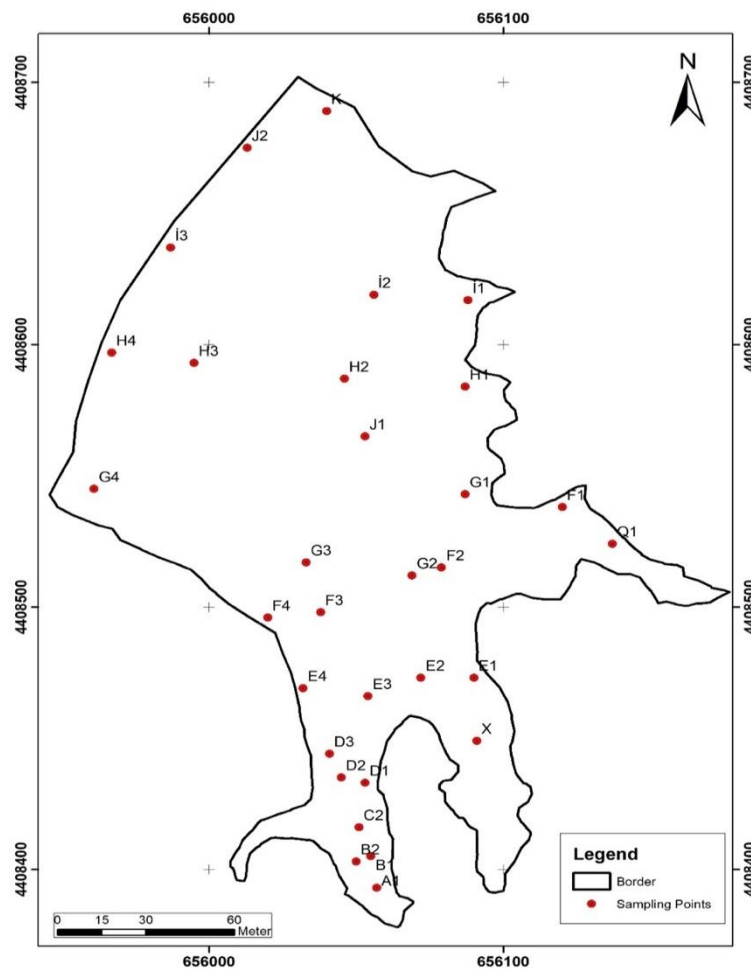 656000 656100
4408700 4408700
N
K
J2
İ3
İ2
İ1
4408600 4408600
H4
H3
H2
H1
J1
G4
G1
F1
Q1
G3
F2
G2
4408500 4408500
F4
F3
E2
E1
E4
E3
X
D3
D2
D1
C2
B2
B1
A1
4408400 4408400
Legend
Border
Sampling Points
0 15 30 60
Meter
656000 656100